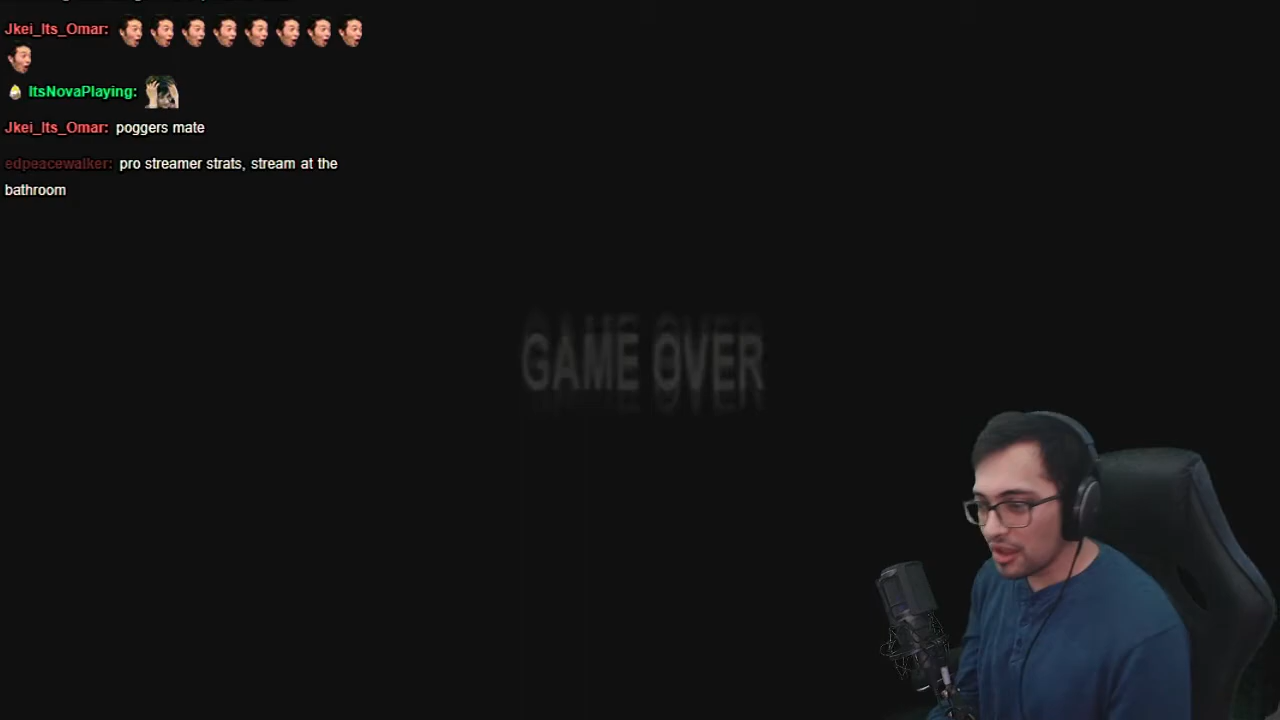 Jkei_Its_Omar:
ItsNovaPlaying:
Jkei_Its_Omar: poggers mate
edpeacewalker: pro streamer strats, stream at the
bathroom
GAME OVER